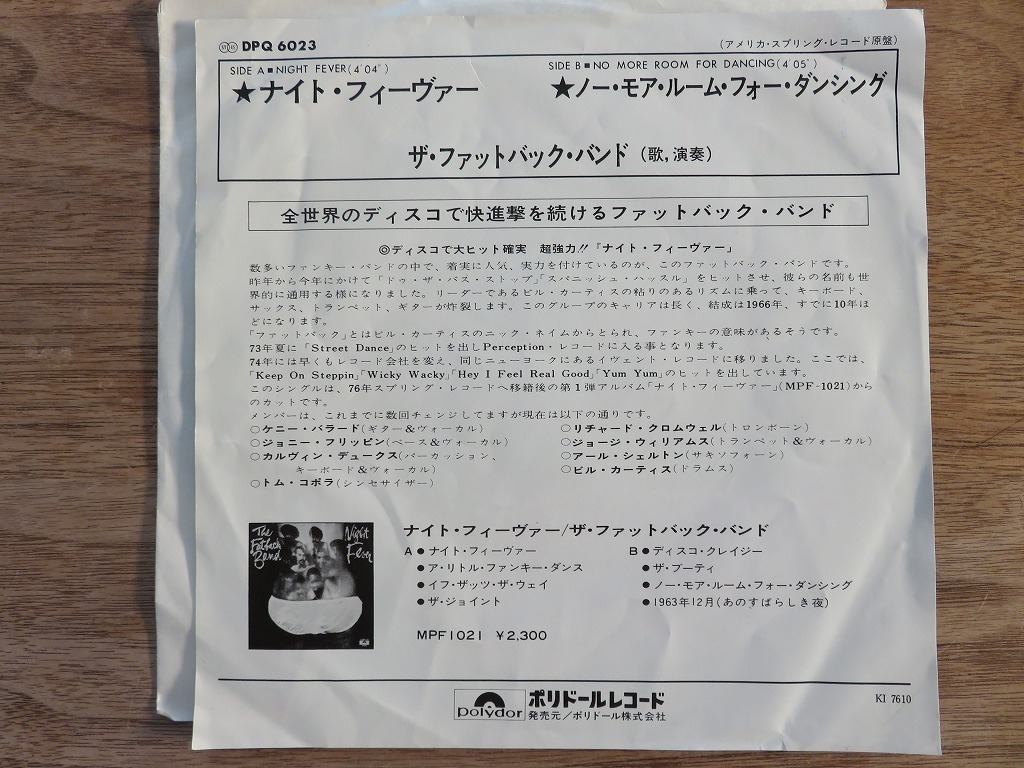 DPQ 6023
(アメリカ・スプリング・レコード原盤)
SIDE A ■ NIGHT FEVER(4'04")
★ナイト・フィーヴァー
SIDE B ■ NO MORE ROOM FOR DANCING(4'05")
★ノー・モア・ルーム・フォー・ダンシング
ザ・ファットバック・バンド(歌,演奏)
全世界のディスコで快進撃を続けるファットバック・バンド
◎ディスコで大ヒット確実 超強力!!『ナイト・フィーヴァー』
数多いファンキー・バンドの中で、着実に人気、実力を付けているのが、このファットバック・バンドです。
昨年から今年にかけて「ドゥ・ザ・バス・ストップ」「スパニッシュ・ハッスル」をヒットさせ、彼らの名前も世
界的に通用する様になりました。リーダーであるビル・カーティスの粘りのあるリズムに乗って、キーボード、
サックス、トランペット、ギターが炸裂します。このグループのキャリアは長く、結成は1966年、すでに10年ほ
どになります。
「ファットバック」とはビル・カーティスのニック・ネイムからとられ、ファンキーの意味があるそうです。
73年夏に「Street Dance」のヒットを出しPerception・レコードに入る事となります。
74年には早くもレコード会社を変え、同じニューヨークにあるイヴェント・レコードに移りました。ここでは、
「Keep On Steppin」「Wicky Wacky」「Hey I Feel Real Good」「Yum Yum」のヒットを出しています。
このシングルは、76年スプリング・レコードへ移籍後の第1弾アルバム「ナイト・フィーヴァー」(MPF-1021)から
のカットです。
メンバーは、これまでに数回チェンジしてますが現在は以下の通りです。
○ケニー・バラード(ギター&ヴォーカル)
○ジョニー・フリッピン(ベース&ヴォーカル)
○カルヴィン・デュークス(パーカッション、
キーボード&ヴォーカル)
○トム・コポラ(シンセサイザー)
○リチャード・クロムウェル(トロンボーン)
○ジョージ・ウィリアムス(トランペット&ヴォーカル)
○アール・シェルトン(サキソフォーン)
○ビル・カーティス(ドラムス)
The
Fatback
Band
Night
Fever
ナイト・フィーヴァー/ザ・ファットバック・バンド
A ● ナイト・フィーヴァー
● ア・リトル・ファンキー・ダンス
● イフ・ザッツ・ザ・ウェイ
● ザ・ジョイント
B ● ディスコ・クレイジー
● ザ・ブーティ
● ノー・モア・ルーム・フォー・ダンシング
● 1963年12月(あのすばらしき夜)
MPF1021 ¥2,300
polydor
ポリドールレコード
発売元/ポリドール株式会社
KI 7610